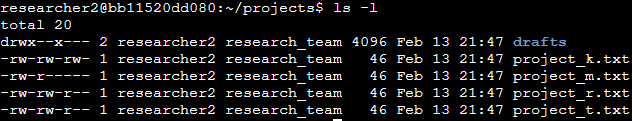 researcher2@bb11520dd080:~/projects$ ls -l
total 20
drwx--x--- 2 researcher2 research_team 4096 Feb 13 21:47 drafts
-rw-rw-rw- 1 researcher2 research_team   46 Feb 13 21:47 project_k.txt
-rw-r----- 1 researcher2 research_team   46 Feb 13 21:47 project_m.txt
-rw-rw-r-- 1 researcher2 research_team   46 Feb 13 21:47 project_r.txt
-rw-rw-r-- 1 researcher2 research_team   46 Feb 13 21:47 project_t.txt